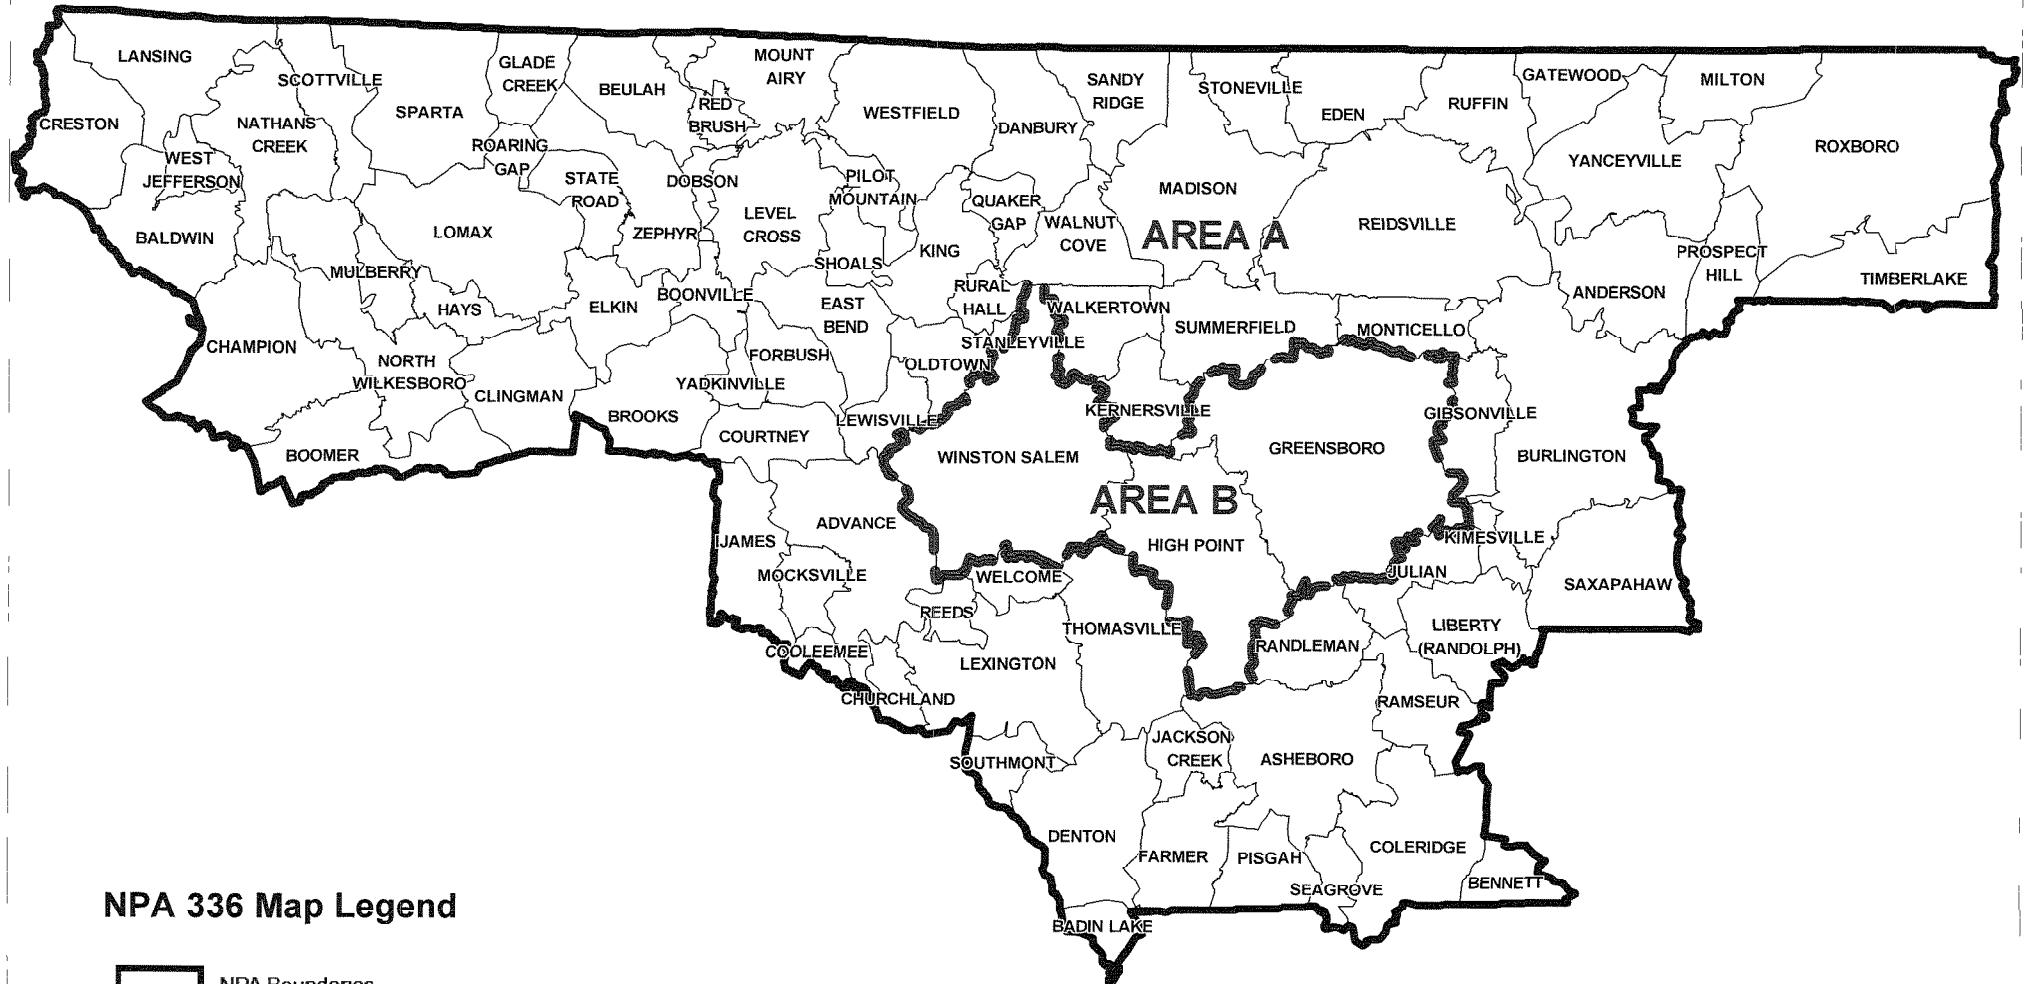 LANSING
SCOTTVILLE
GLADE
CREEK
BEULAH
MOUNT
AIRY
RED
BRUSH
WESTFIELD
SANDY
RIDGE
STONEVILLE
EDEN
RUFFIN
GATEWOOD
MILTON
CRESTON
NATHANS
CREEK
SPARTA
DANBURY
ROXBORO
WEST
JEFFERSON
ROARING
GAP
STATE
ROAD
DOBSON
PILOT
MOUNTAIN
MADISON
YANCEYVILLE
BALDWIN
LOMAX
ZEPHYR
LEVEL
CROSS
KING
QUAKER
GAP
WALNUT
COVE
AREA A
REIDSVILLE
PROSPECT
HILL
MULBERRY
HAYS
ELKIN
BOONVILLE
SHOALS
EAST
BEND
RURAL
HALL
WALKERTOWN
ANDERSON
TIMBERLAKE
CHAMPION
NORTH
WILKESBORO
CLINGMAN
FORBUSH
YADKINVILLE
OLDTOWN
STANLEYVILLE
SUMMERFIELD
MONTICELLO
BROOKS
COURTNEY
LEWISVILLE
KERNERSVILLE
GIBSONVILLE
BOOMER
WINSTON SALEM
GREENSBORO
BURLINGTON
AREA B
ADVANCE
IJAMES
HIGH POINT
KIMESVILLE
MOCKSVILLE
WELCOME
JULIAN
SAXAPAHAW
REEDS
THOMASVILLE
RANDLEMAN
LIBERTY
(RANDOLPH)
COOLEEMEE
LEXINGTON
CHURCHLAND
RAMSEUR
SOUTHMONT
JACKSON
CREEK
ASHEBORO
DENTON
FARMER
PISGAH
COLERIDGE
SEAGROVE
BENNETT
BADIN LAKE
NPA 336 Map Legend
NPA Boundaries